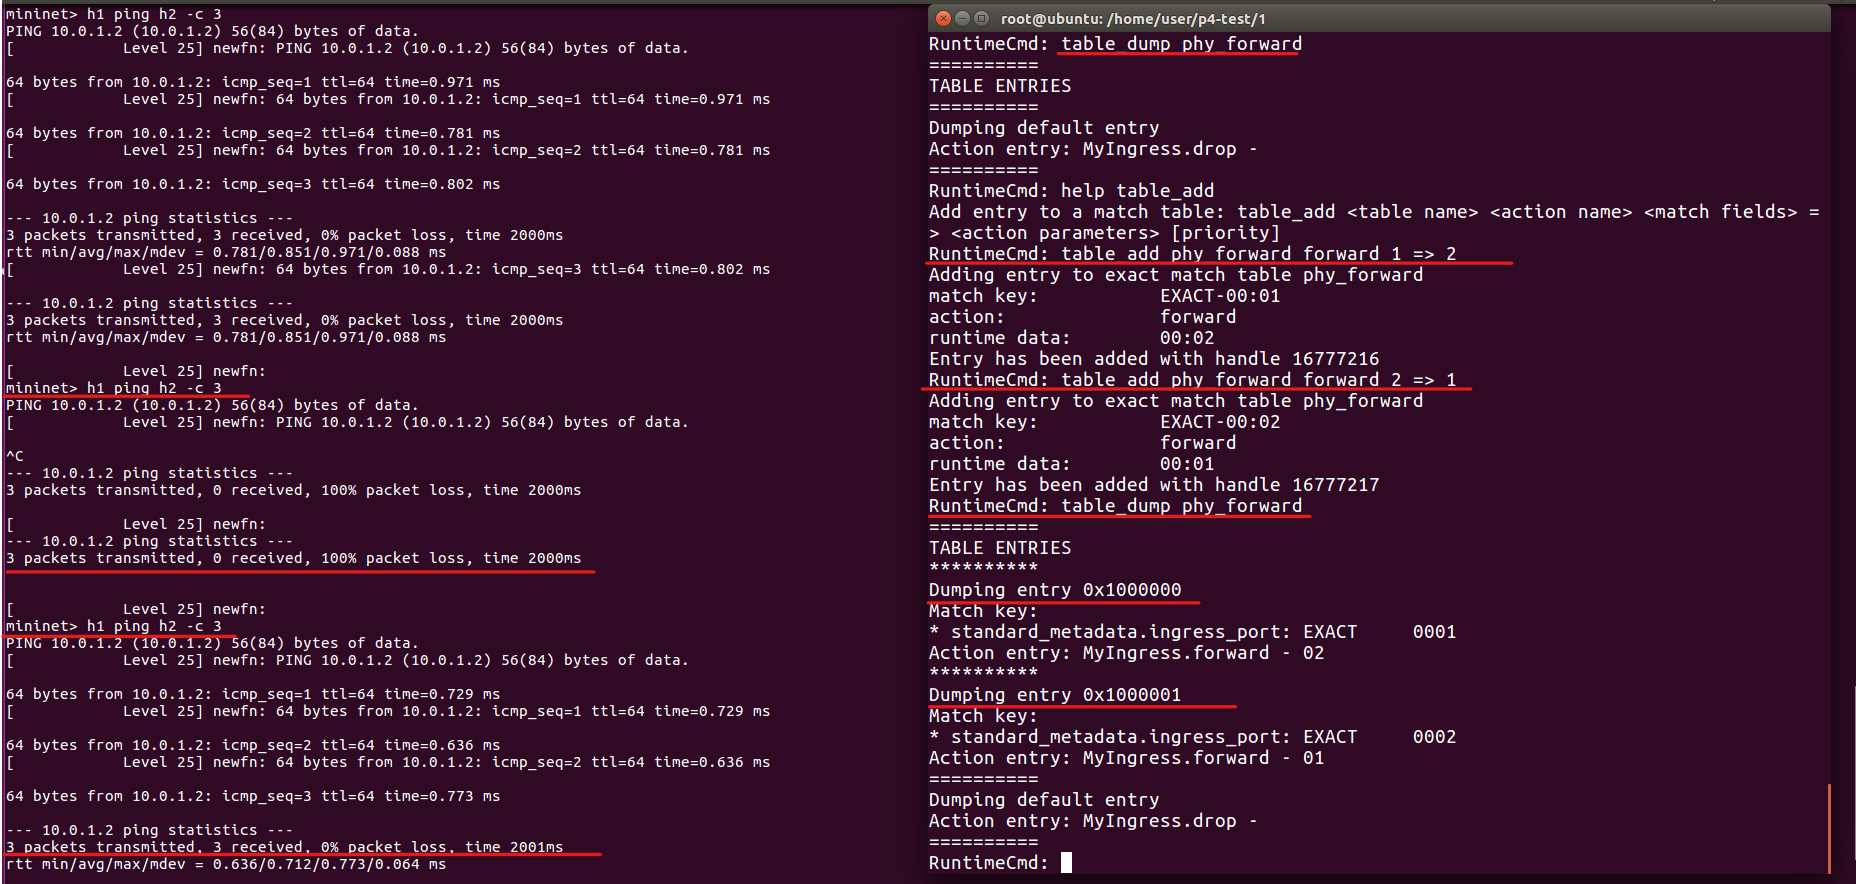 mininet> h1 ping h2 -c 3
PING 10.0.1.2 (10.0.1.2) 56(84) bytes of data.
[            Level 25] newfn: PING 10.0.1.2 (10.0.1.2) 56(84) bytes of data.
64 bytes from 10.0.1.2: icmp_seq=1 ttl=64 time=0.971 ms
[            Level 25] newfn: 64 bytes from 10.0.1.2: icmp_seq=1 ttl=64 time=0.971 ms
64 bytes from 10.0.1.2: icmp_seq=2 ttl=64 time=0.781 ms
[            Level 25] newfn: 64 bytes from 10.0.1.2: icmp_seq=2 ttl=64 time=0.781 ms
64 bytes from 10.0.1.2: icmp_seq=3 ttl=64 time=0.802 ms
--- 10.0.1.2 ping statistics ---
3 packets transmitted, 3 received, 0% packet loss, time 2000ms
rtt min/avg/max/mdev = 0.781/0.851/0.971/0.088 ms
[            Level 25] newfn: 64 bytes from 10.0.1.2: icmp_seq=3 ttl=64 time=0.802 ms
--- 10.0.1.2 ping statistics ---
3 packets transmitted, 3 received, 0% packet loss, time 2000ms
rtt min/avg/max/mdev = 0.781/0.851/0.971/0.088 ms
[            Level 25] newfn:
mininet> h1 ping h2 -c 3
PING 10.0.1.2 (10.0.1.2) 56(84) bytes of data.
[            Level 25] newfn: PING 10.0.1.2 (10.0.1.2) 56(84) bytes of data.
^C
--- 10.0.1.2 ping statistics ---
3 packets transmitted, 0 received, 100% packet loss, time 2000ms
[            Level 25] newfn:
--- 10.0.1.2 ping statistics ---
3 packets transmitted, 0 received, 100% packet loss, time 2000ms
[            Level 25] newfn:
mininet> h1 ping h2 -c 3
PING 10.0.1.2 (10.0.1.2) 56(84) bytes of data.
[            Level 25] newfn: PING 10.0.1.2 (10.0.1.2) 56(84) bytes of data.
64 bytes from 10.0.1.2: icmp_seq=1 ttl=64 time=0.729 ms
[            Level 25] newfn: 64 bytes from 10.0.1.2: icmp_seq=1 ttl=64 time=0.729 ms
64 bytes from 10.0.1.2: icmp_seq=2 ttl=64 time=0.636 ms
[            Level 25] newfn: 64 bytes from 10.0.1.2: icmp_seq=2 ttl=64 time=0.636 ms
64 bytes from 10.0.1.2: icmp_seq=3 ttl=64 time=0.773 ms
--- 10.0.1.2 ping statistics ---
3 packets transmitted, 3 received, 0% packet loss, time 2001ms
rtt min/avg/max/mdev = 0.636/0.712/0.773/0.064 ms
root@ubuntu: /home/user/p4-test/1
RuntimeCmd: table_dump phy_forward
==========
TABLE ENTRIES
==========
Dumping default entry
Action entry: MyIngress.drop -
==========
RuntimeCmd: help table_add
Add entry to a match table: table_add <table name> <action name> <match fields> =
> <action parameters> [priority]
RuntimeCmd: table_add phy_forward forward 1 => 2
Adding entry to exact match table phy_forward
match key:           EXACT-00:01
action:              forward
runtime data:        00:02
Entry has been added with handle 16777216
RuntimeCmd: table_add phy_forward forward 2 => 1
Adding entry to exact match table phy_forward
match key:           EXACT-00:02
action:              forward
runtime data:        00:01
Entry has been added with handle 16777217
RuntimeCmd: table_dump phy_forward
==========
TABLE ENTRIES
**********
Dumping entry 0x1000000
Match key:
* standard_metadata.ingress_port: EXACT     0001
Action entry: MyIngress.forward - 02
**********
Dumping entry 0x1000001
Match key:
* standard_metadata.ingress_port: EXACT     0002
Action entry: MyIngress.forward - 01
==========
Dumping default entry
Action entry: MyIngress.drop -
==========
RuntimeCmd: